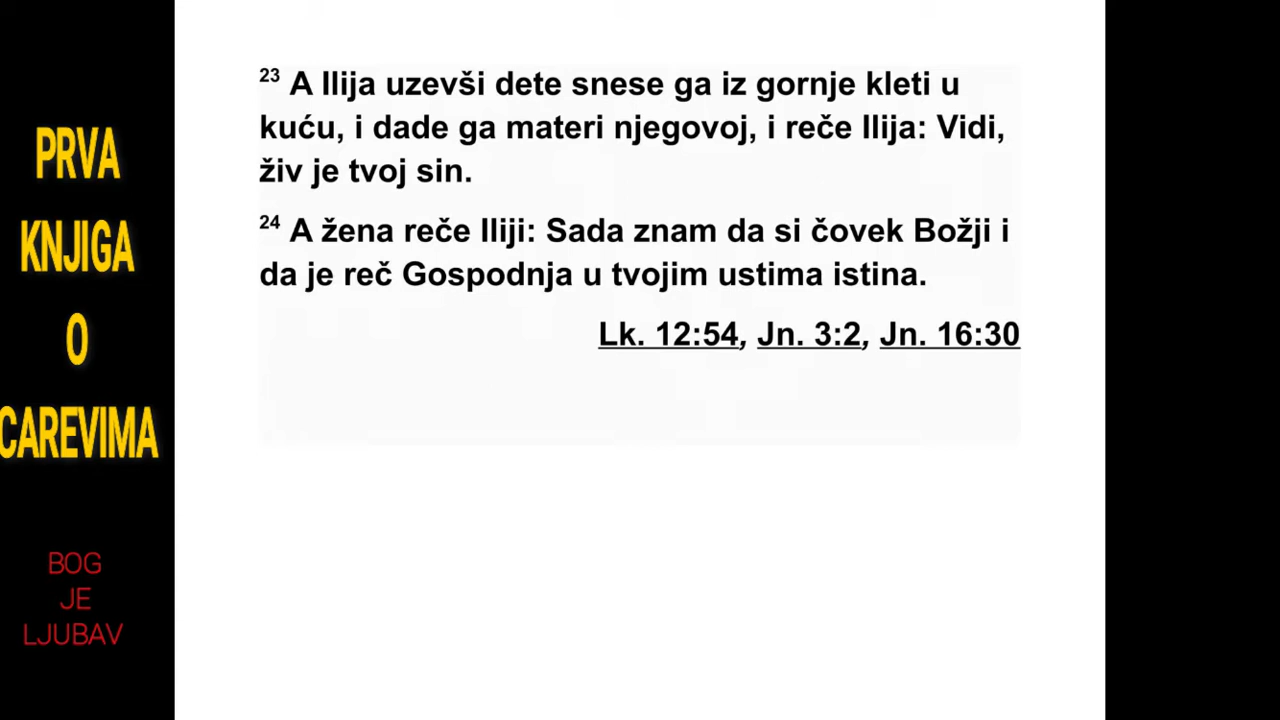 PRVA
KNJIGA
O
CAREVIMA
BOG
JE
LJUBAV
23 A Ilija uzevši dete snese ga iz gornje kleti u
kuću, i dade ga materi njegovoj, i reče Ilija: Vidi,
živ je tvoj sin.
24 A žena reče Iliji: Sada znam da si čovek Božji i
da je reč Gospodnja u tvojim ustima istina.
Lk. 12:54, Jn. 3:2, Jn. 16:30